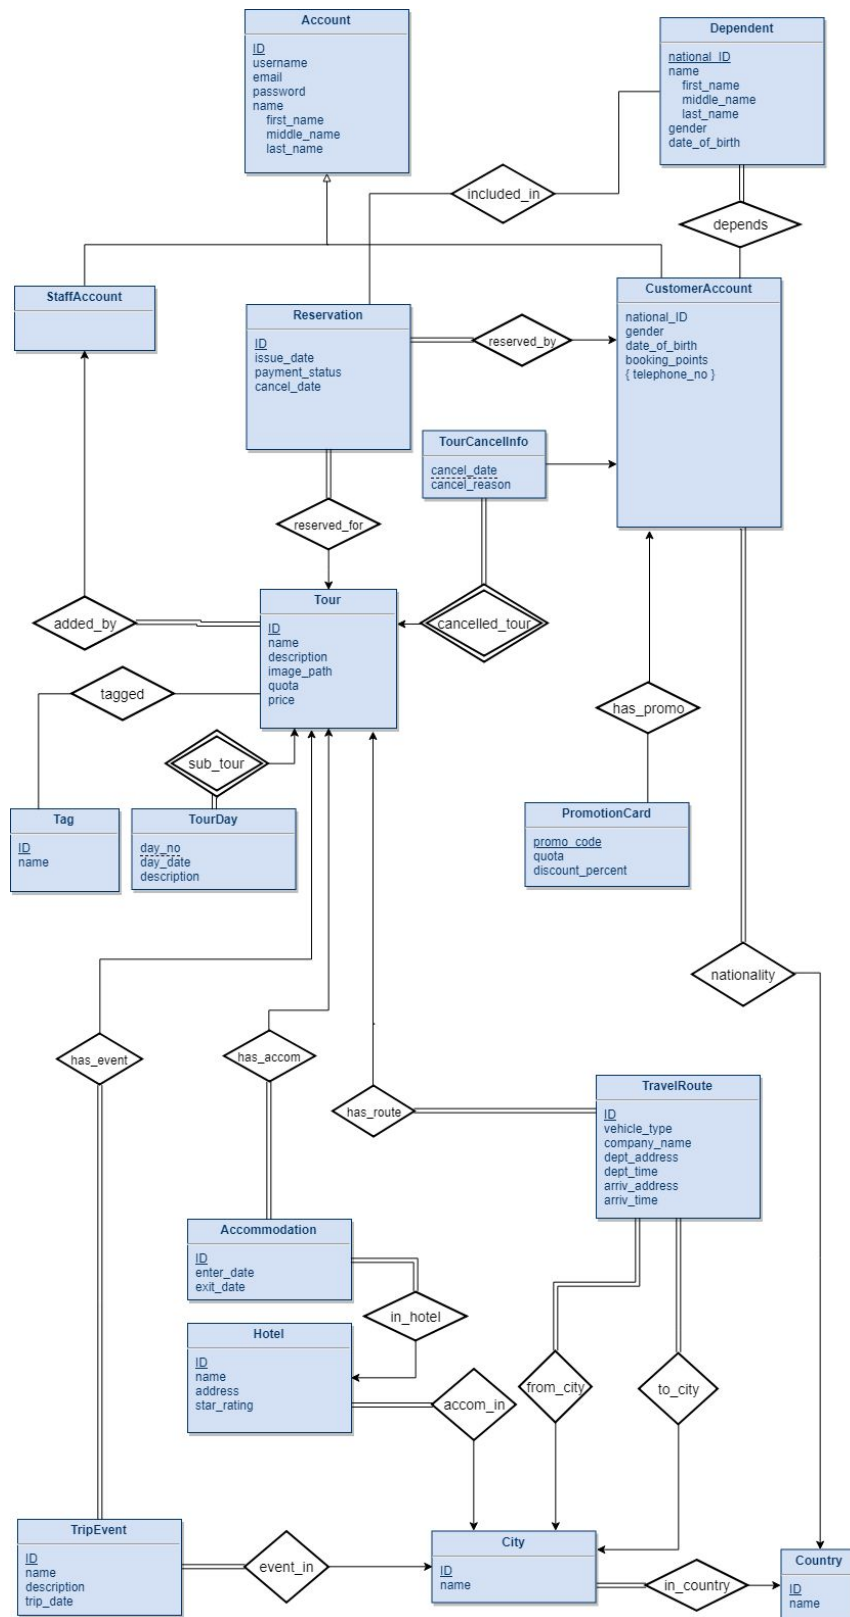 Account
ID
username
email
password
name
first_name
middle_name
last_name
Dependent
national_ID
name
first_name
middle_name
last_name
gender
date_of_birth
included_in
depends
StaffAccount
Reservation
ID
issue_date
payment_status
cancel_date
reserved_by
CustomerAccount
national_ID
gender
date_of_birth
booking_points
{ telephone_no }
TourCancelInfo
cancel_date
cancel_reason
reserved_for
added_by
Tour
ID
name
description
image_path
quota
price
cancelled_tour
tagged
has_promo
sub_tour
Tag
ID
name
TourDay
day_no
day_date
description
PromotionCard
promo_code
quota
discount_percent
nationality
has_event
has_accom
has_route
TravelRoute
ID
vehicle_type
company_name
dept_address
dept_time
arriv_address
arriv_time
Accommodation
ID
enter_date
exit_date
in_hotel
Hotel
ID
name
address
star_rating
accom_in
from_city
to_city
TripEvent
ID
name
description
trip_date
event_in
City
ID
name
in_country
Country
ID
name